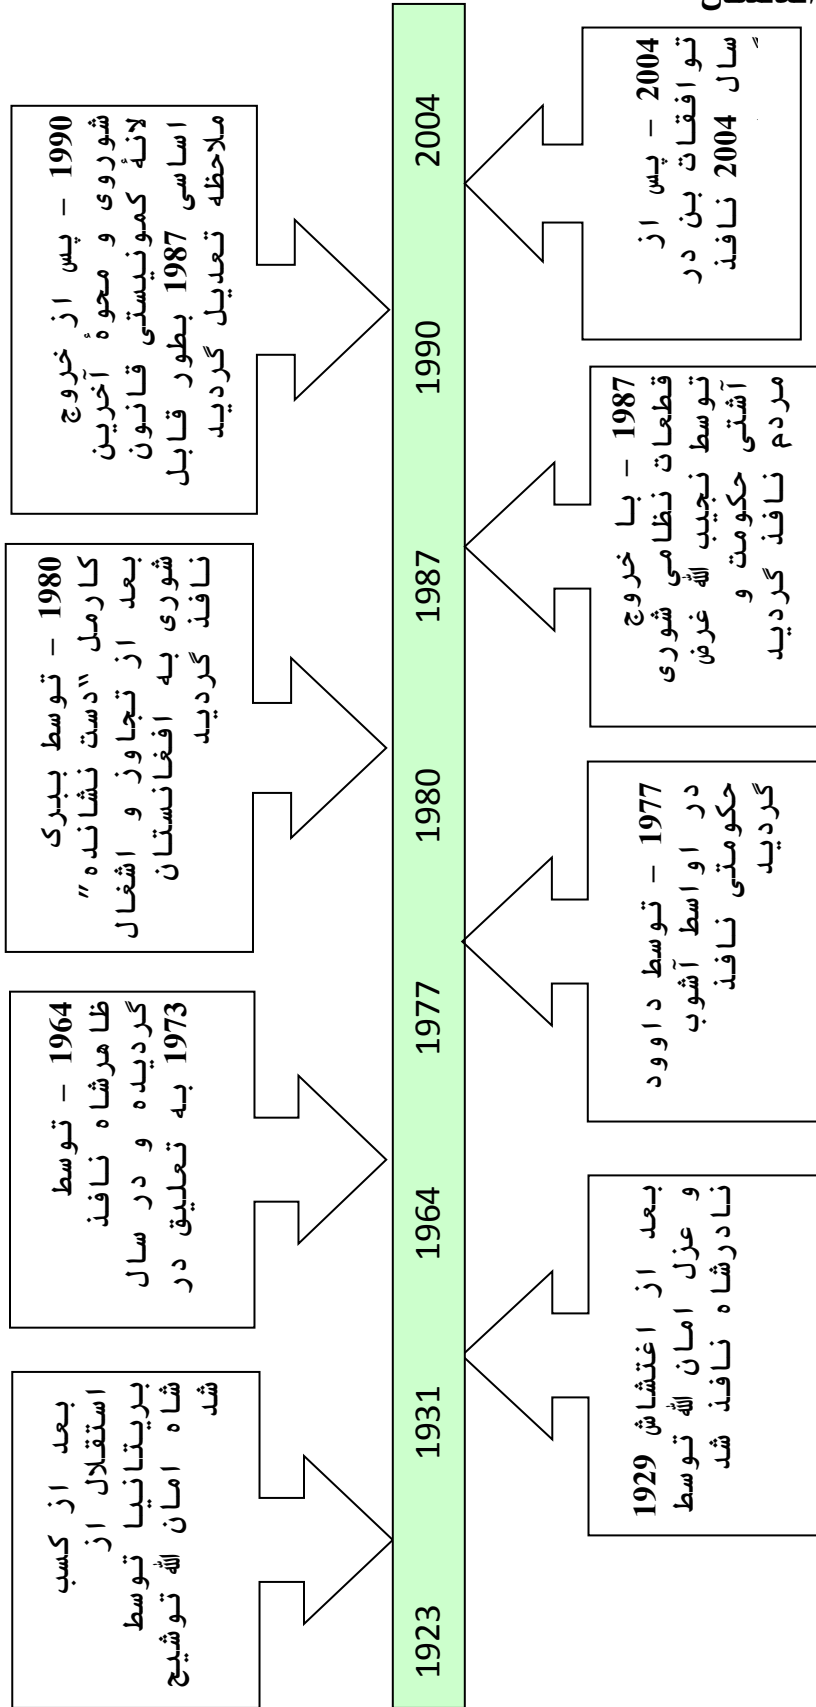 بعد از کسب
استقلال از
بریتانیا توسط
شاه امان الله توشیح
شد
1964 – توسط
ظاهرشاه نافذ
گردیده و در سال
1973 به تعلیق در
1980 – توسط ببرک
کارمل “دست نشانده”
بعد از تجاوز و اشغال
شوری به افغانستان
نافذ گردید
1990 – پس از خروج
شوروی و محوۀ آخرین
لانۀ کمونیستی قانون
اساسی 1987 بطور قابل
ملاحظه تعدیل گردید
1923 1931 1964 1977 1980 1987 1990 2004
بعد از اغتشاش 1929
و عزل امان الله توسط
نادرشاه نافذ شد
1977 – توسط داوود
در اواسط آشوب
حکومتی نافذ
گردید
1987 – با خروج
قطعات نظامی شوری
توسط نجیب الله غرض
آشتی حکومت و
مردم نافذ گردید
2004 – پس از
توافقات بن در
سال 2004 نافذ